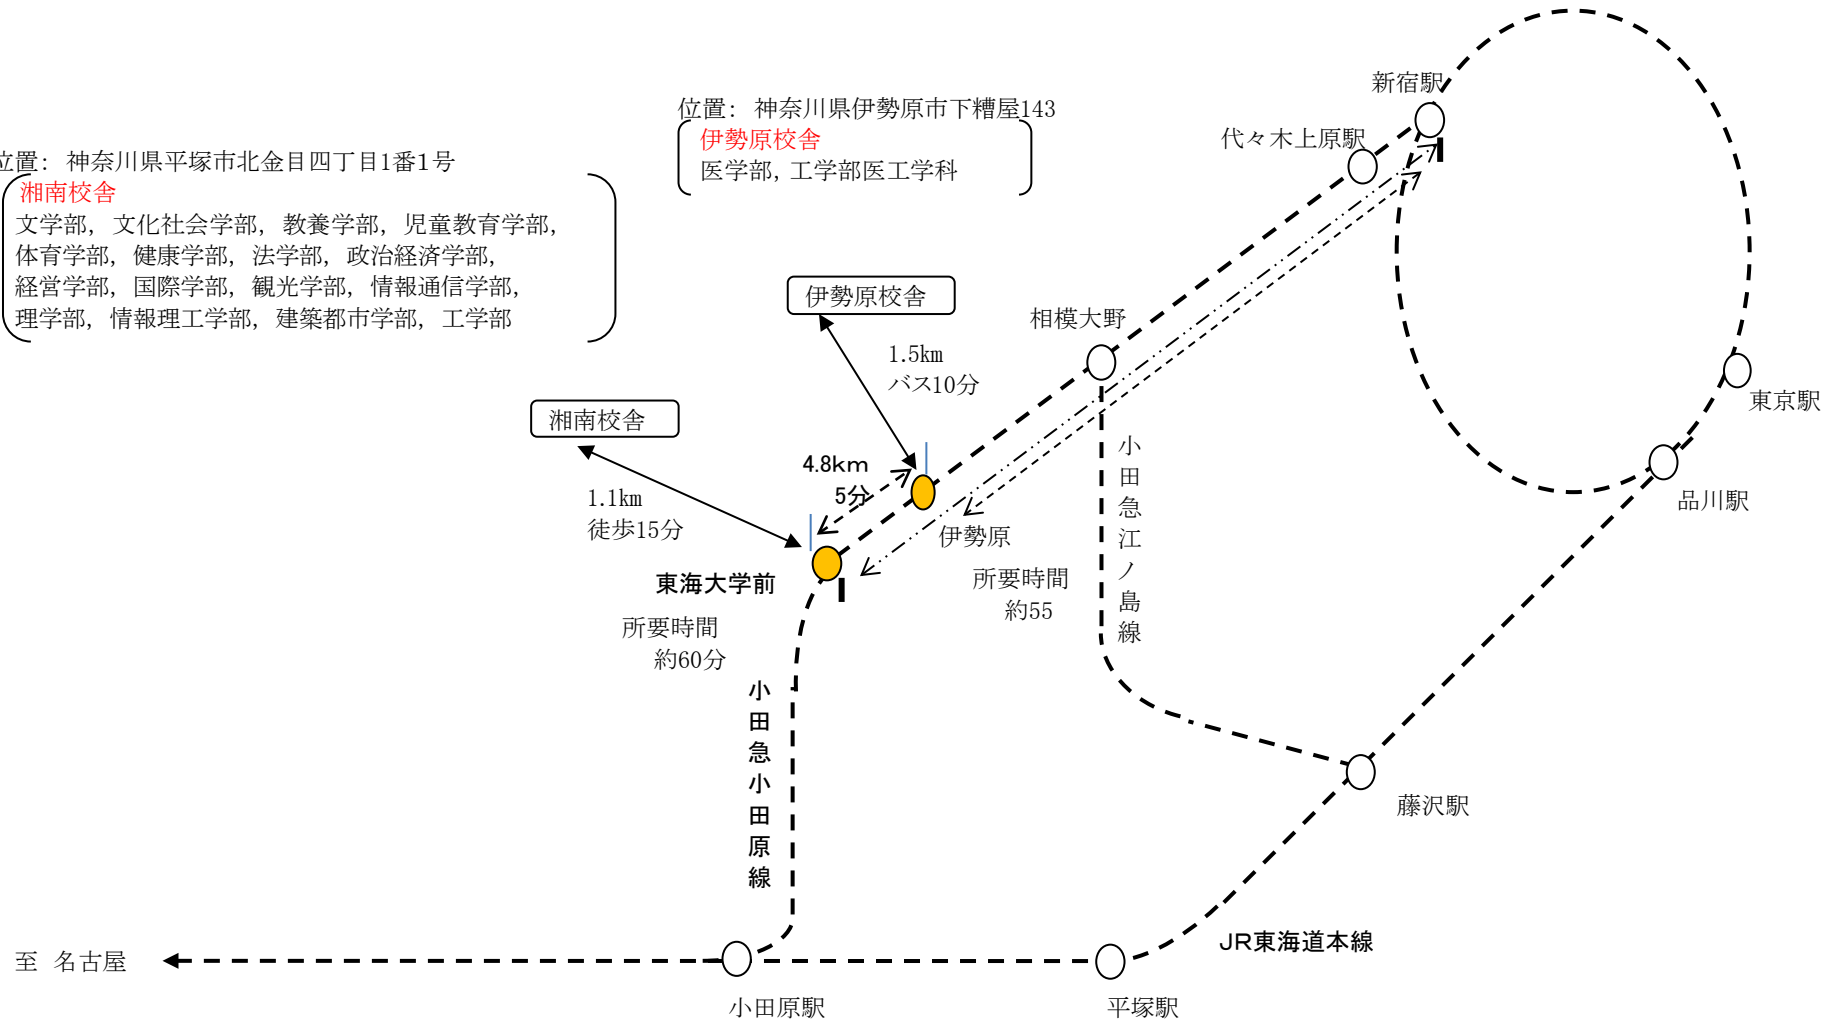 新宿駅
位置: 神奈川県伊勢原市下糟屋143
伊勢原校舎
医学部, 工学部医工学科
代々木上原駅
位置: 神奈川県平塚市北金目四丁目1番1号
湘南校舎
文学部, 文化社会学部, 教養学部, 児童教育学部,
体育学部, 健康学部, 法学部, 政治経済学部,
経営学部, 国際学部, 観光学部, 情報通信学部,
理学部, 情報理工学部, 建築都市学部, 工学部
伊勢原校舎
相模大野
1.5km
バス10分
東京駅
湘南校舎
4.8km
5分
1.1km
徒歩15分
小田急江ノ島線
品川駅
伊勢原
所要時間
約55
東海大学前
所要時間
約60分
小田急小田原線
藤沢駅
JR東海道本線
至 名古屋
小田原駅
平塚駅